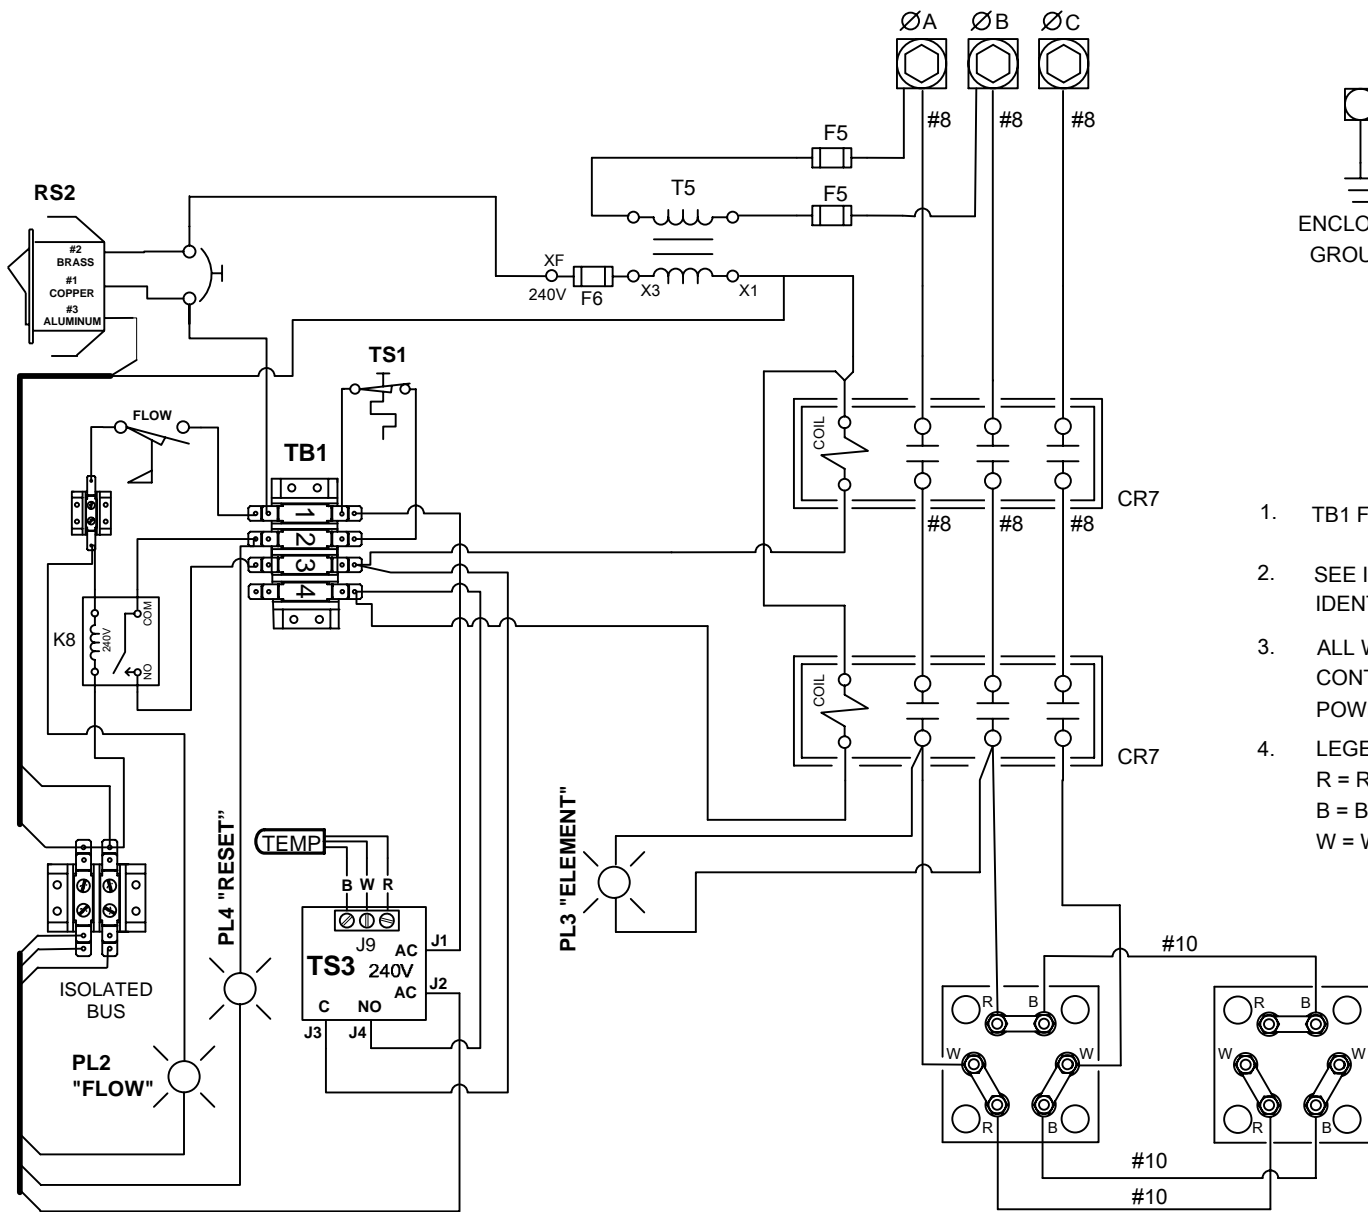 ØA ØB ØC
#8 #8 #8
F5
T5
F5
RS2
#2
BRASS
#1
COPPER
#3
ALUMINUM
XF
240V
F6
X3
X1
ENCLO
GROU
TS1
FLOW
TB1
COIL
CR7
#8 #8 #8
1
2
3
4
1. TB1 F
2. SEE I
IDENT
3. ALL W
CONT
POW
4. LEGE
R = R
B = B
W = W
K8
240V
COM
NO
COIL
CR7
PL4 "RESET"
TEMP
B W R
J9
AC
J1
TS3
240V
AC
J2
C NO
J3 J4
PL3 "ELEMENT"
ISOLATED
BUS
PL2
"FLOW"
#10
R B
W W
R B
R B
W W
R B
#10
#10